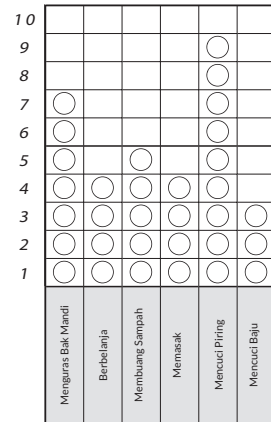 10
9
8
7
6
5
4
3
2
1
Menguras Bak Mandi
Berbelanja
Membuang Sampah
Memasak
Mencuci Piring
Mencuci Baju